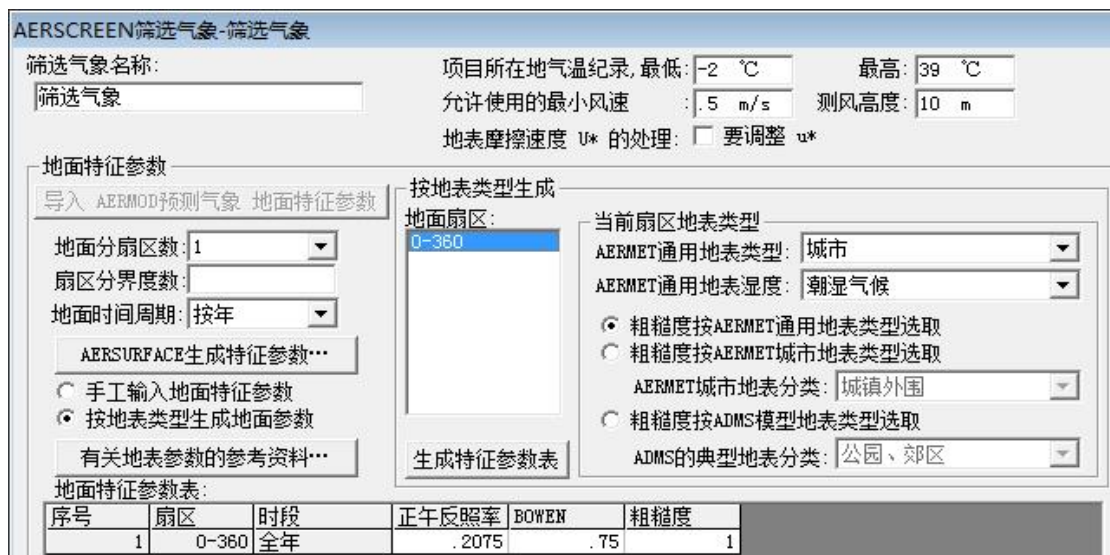 AERSCREEN筛选气象-筛选气象
筛选气象名称:
筛选气象
项目所在地气温纪录,最低: -2 ℃ 最高: 39 ℃
允许使用的最小风速 : .5 m/s 测风高度: 10 m
地表摩擦速度 U* 的处理: 要调整 u*
地面特征参数
导入 AERMOD预测气象 地面特征参数
地面分扇区数: 1
扇区分界度数:
地面时间周期: 按年
AERSURFACE生成特征参数…
手工输入地面特征参数
按地表类型生成地面参数
有关地表参数的参考资料…
按地表类型生成
地面扇区:
0-360
生成特征参数表
当前扇区地表类型
AERMET通用地表类型: 城市
AERMET通用地表湿度: 潮湿气候
粗糙度按AERMET通用地表类型选取
粗糙度按AERMET城市地表类型选取
AERMET城市地表分类: 城镇外围
粗糙度按ADMS模型地表类型选取
ADMS的典型地表分类: 公园、郊区
地面特征参数表:
序号 扇区 时段 正午反照率 BOWEN 粗糙度
1 0-360 全年 .2075 .75 1